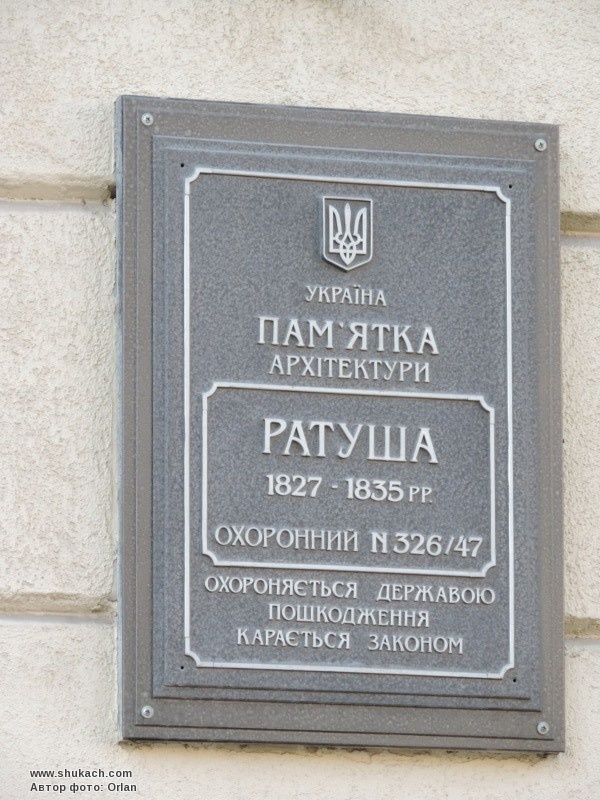 УКРАЇНА
ПАМ'ЯТКА
АРХІТЕКТУРИ
РАТУША
1827 - 1835 РР.
ОХОРОННИЙ N 326/47
ОХОРОНЯЄТЬСЯ ДЕРЖАВОЮ
ПОШКОДЖЕННЯ
КАРАЄТЬСЯ ЗАКОНОМ
www.shukach.com
Автор фото: Orlan